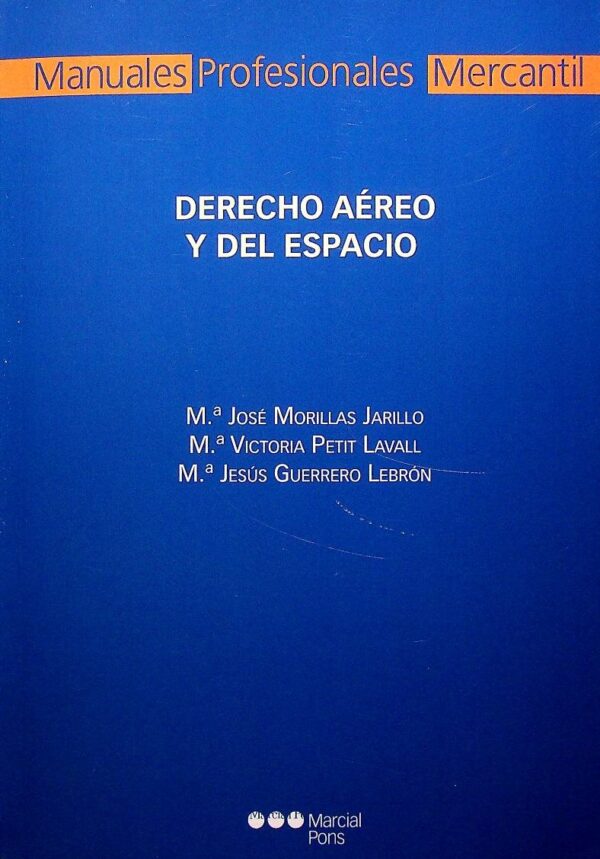 Manuales Profesionales Mercantil
DERECHO AÉREO
Y DEL ESPACIO
M.ª JOSÉ MORILLAS JARILLO
M.ª VICTORIA PETIT LAVALL
M.ª JESÚS GUERRERO LEBRÓN
Marcial
Pons